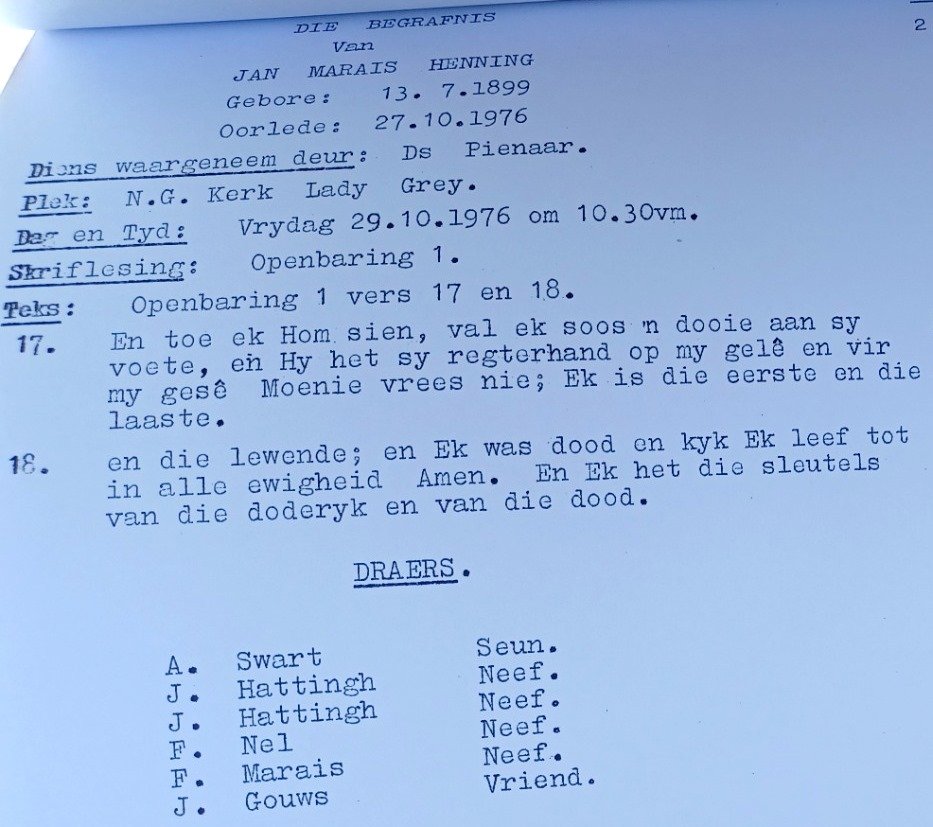 2
DIE BEGRAFNIS
Van
JAN MARAIS HENNING
Gebore: 13. 7.1899
Oorlede: 27.10.1976
Diens waargeneem deur: Ds Pienaar.
Plek: N.G. Kerk Lady Grey.
Dag en Tyd: Vrydag 29.10.1976 om 10.30vm.
Skriflesing: Openbaring 1.
Teks: Openbaring 1 vers 17 en 18.
17. En toe ek Hom sien, val ek soos 'n dooie aan sy
voete, en Hy het sy regterhand op my gelê en vir
my gesê Moenie vrees nie; Ek is die eerste en die
laaste.
18. en die lewende; en Ek was dood en kyk Ek leef tot
in alle ewigheid Amen. En Ek het die sleutels
van die doderyk en van die dood.
DRAERS.
A. Swart Seun.
J. Hattingh Neef.
J. Hattingh Neef.
F. Nel Neef.
F. Marais Neef.
J. Gouws Vriend.